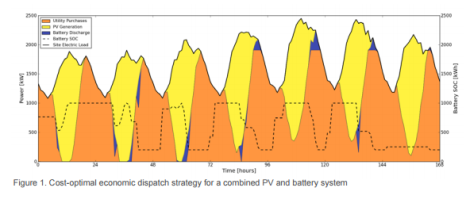 Utility Purchases
PV Generation
Battery Discharge
Battery SOC
Site Electric Load
2500
2000
1500
1000
500
0
Power [kW]
2500
2000
1500
1000
500
0
Battery SOC [kWh]
0 24 48 72 96 120 144 168
Time [hours]
Figure 1. Cost-optimal economic dispatch strategy for a combined PV and battery system